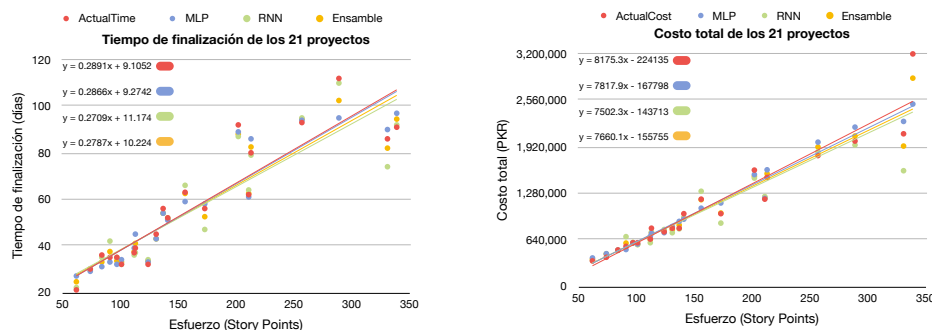 ActualTime MLP RNN Ensamble
Tiempo de finalización de los 21 proyectos
120
100
80
60
40
20
Tiempo de finalización (días)
y = 0.2891x + 9.1052
y = 0.2866x + 9.2742
y = 0.2709x + 11.174
y = 0.2787x + 10.224
50 100 150 200 250 300 350
Esfuerzo (Story Points)
ActualCost MLP RNN Ensamble
Costo total de los 21 proyectos
3,200,000
2,560,000
1,920,000
1,280,000
640,000
0
Costo total (PKR)
y = 8175.3x - 224135
y = 7817.9x - 167798
y = 7502.3x - 143713
y = 7660.1x - 155755
50 100 150 200 250 300 350
Esfuerzo (Story Points)